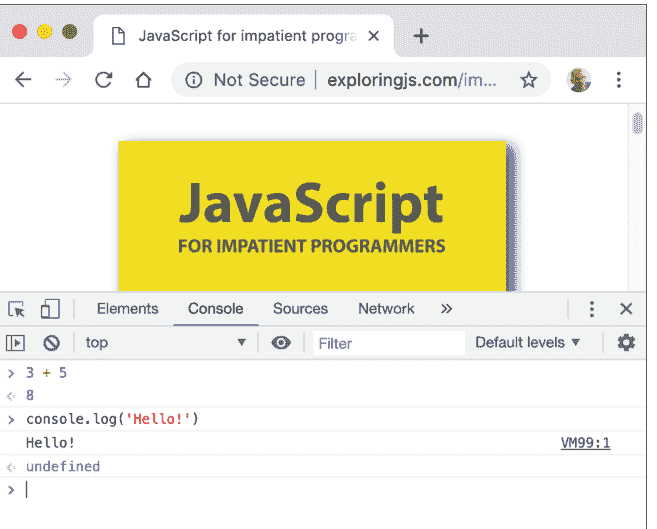 JavaScript for impatient progra
Not Secure | exploringjs.com/im...
JavaScript
FOR IMPATIENT PROGRAMMERS
Elements Console Sources Network »
top Filter Default levels ▼
> 3 + 5
<· 8
> console.log('Hello!')
Hello! VM99:1
<· undefined
>